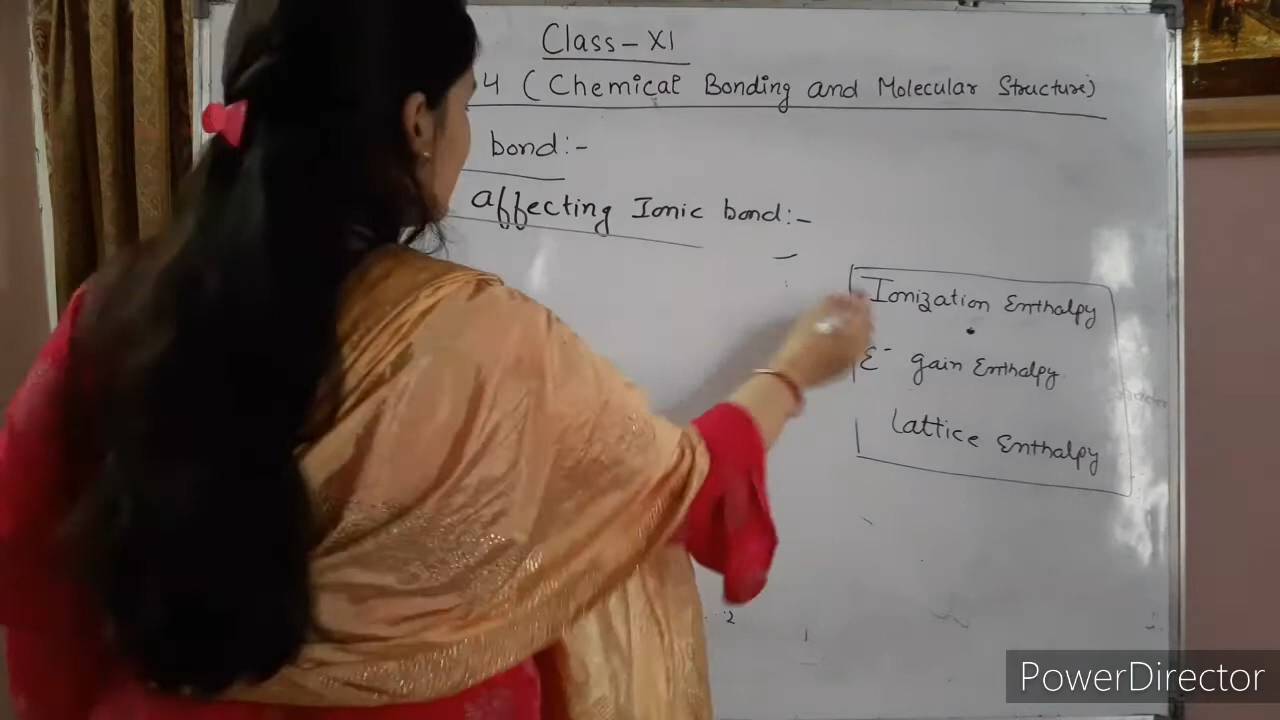 Class - XI
4 (Chemical Bonding and Molecular Structure)
bond:-
affecting Ionic bond:-
Ionization Enthalpy
E⁻ gain Enthalpy
Lattice Enthalpy
2
PowerDirector